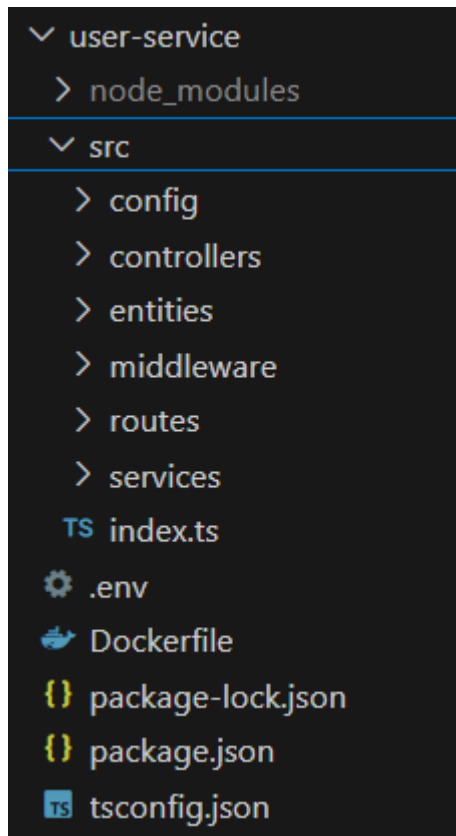 user-service
node_modules
src
config
controllers
entities
middleware
routes
services
TS index.ts
.env
Dockerfile
{} package-lock.json
{} package.json
TS tsconfig.json